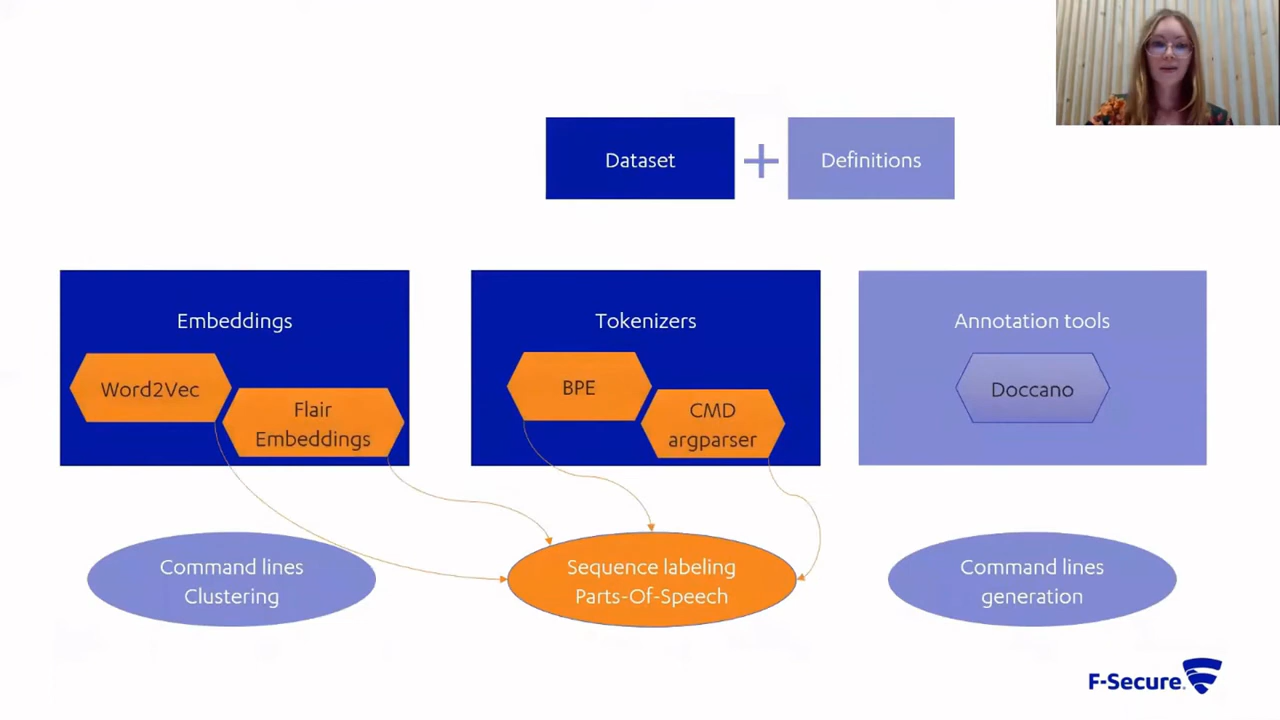 Dataset
+
Definitions
Embeddings
Word2Vec
Flair
Embeddings
Tokenizers
BPE
CMD
argparser
Annotation tools
Doccano
Command lines
Clustering
Sequence labeling
Parts-Of-Speech
Command lines
generation
F-Secure.